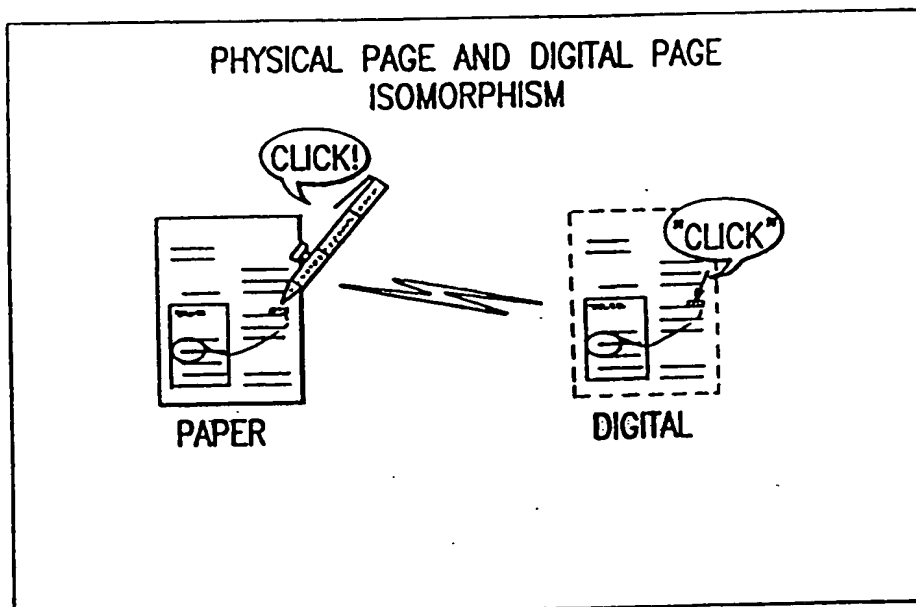 PHYSICAL PAGE AND DIGITAL PAGE
ISOMORPHISM
CLICK!
"CLICK"
PAPER
DIGITAL